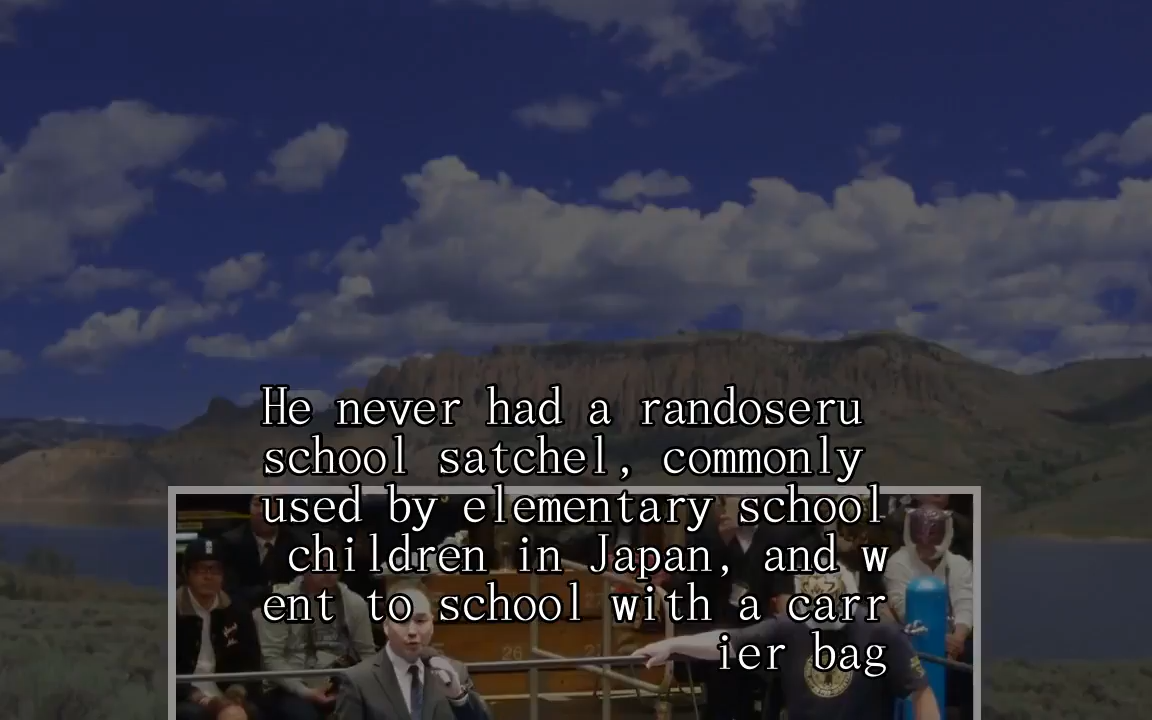 He never had a randoseru
school satchel, commonly
used by elementary school
children in Japan, and w
ent to school with a carr
ier bag
26